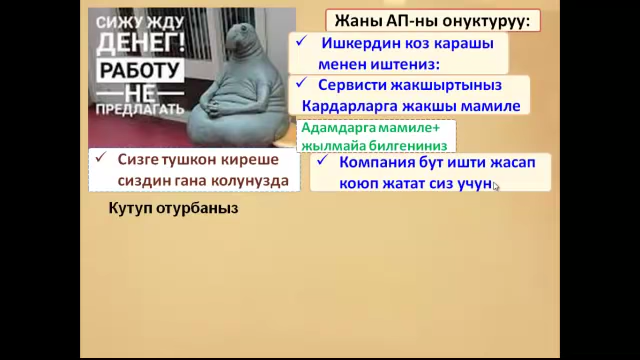 СИЖУ ЖДУ
ДЕНЕГ!
РАБОТУ
НЕ
ПРЕДЛАГАТЬ
Жаны АП-ны онуктуруу:
Ишкердин коз карашы
менен иштениз:
Сервисти жакшыртыныз
Кардарларга жакшы мамиле
Адамдарга мамиле+
жылмайа билгениниз
Сизге тушкон киреше
сиздин гана колунузда
Компания бут ишти жасап
коюп жатат сиз учун
Кутуп отурбаныз